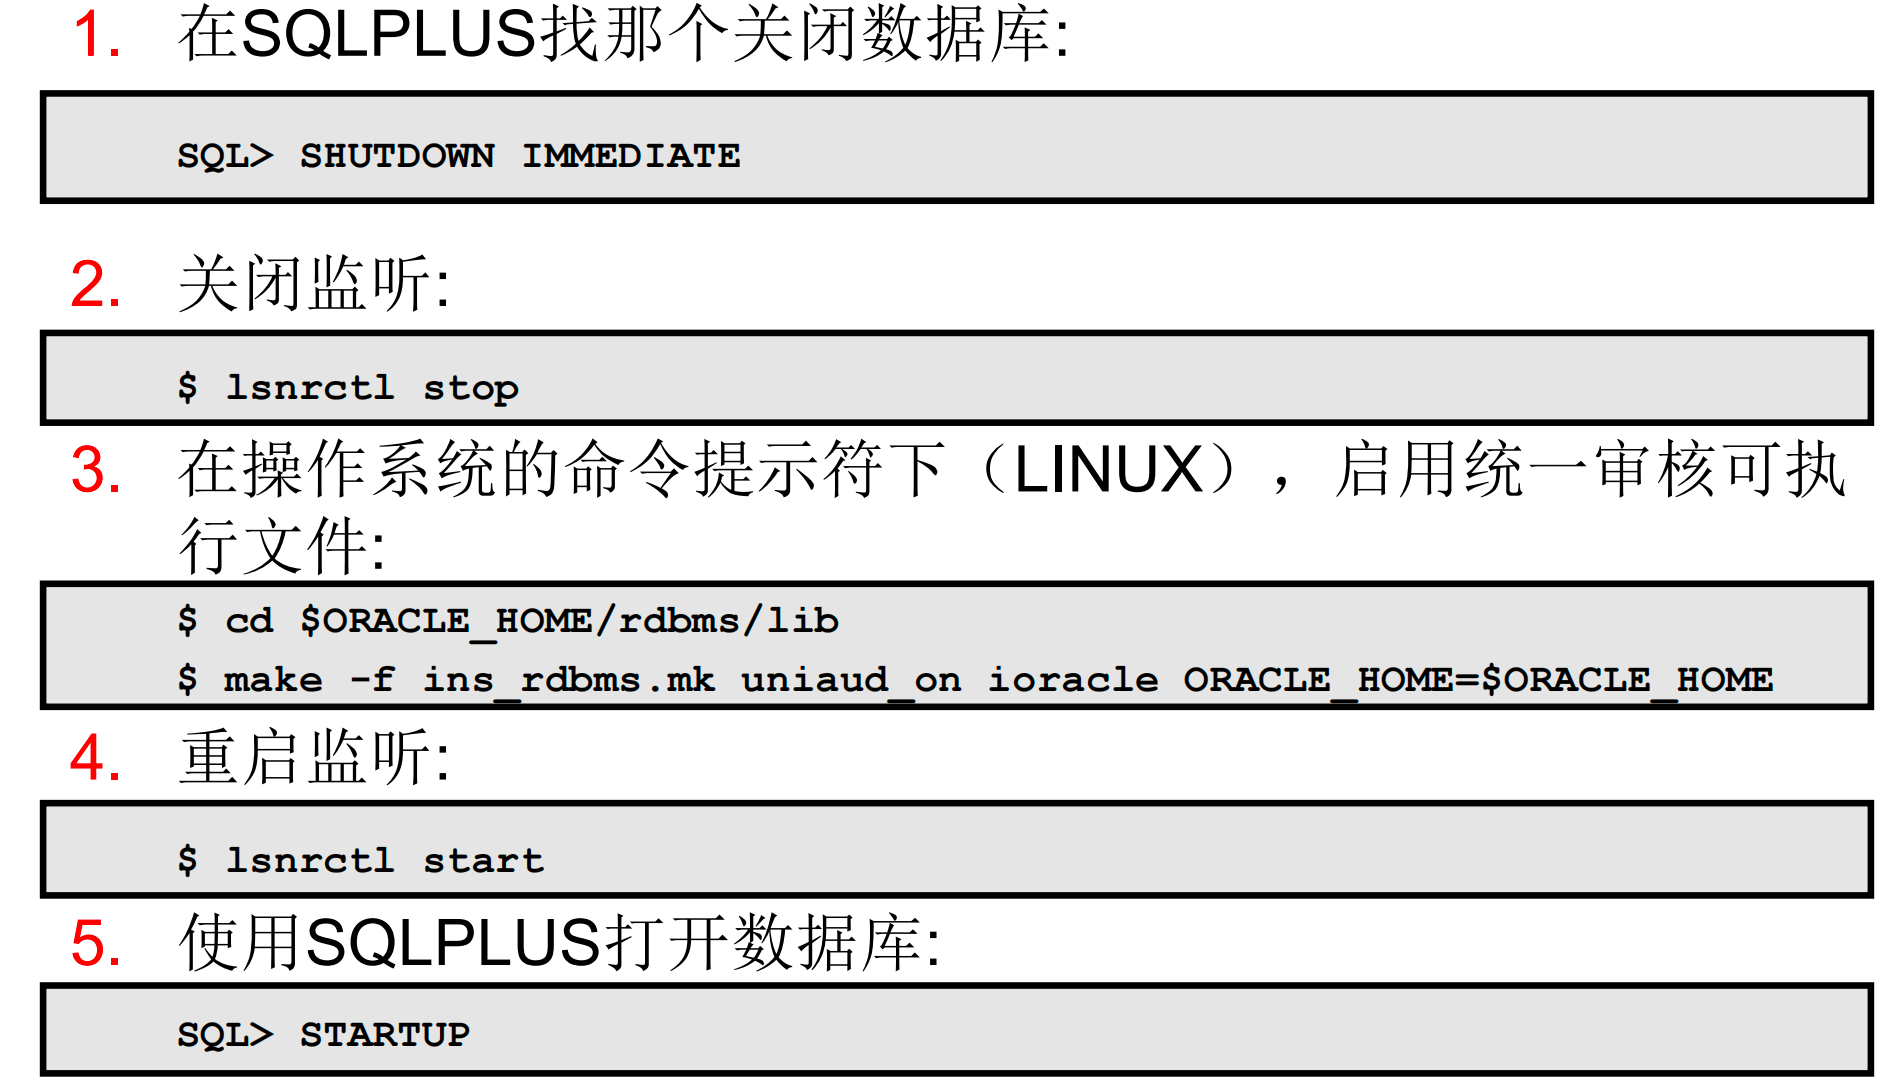 1. 在SQLPLUS找那个关闭数据库:
SQL> SHUTDOWN IMMEDIATE
2. 关闭监听:
$ lsnrctl stop
3. 在操作系统的命令提示符下（LINUX），启用统一审核可执
行文件:
$ cd $ORACLE_HOME/rdbms/lib
$ make -f ins_rdbms.mk uniaud_on ioracle ORACLE_HOME=$ORACLE_HOME
4. 重启监听:
$ lsnrctl start
5. 使用SQLPLUS打开数据库:
SQL> STARTUP